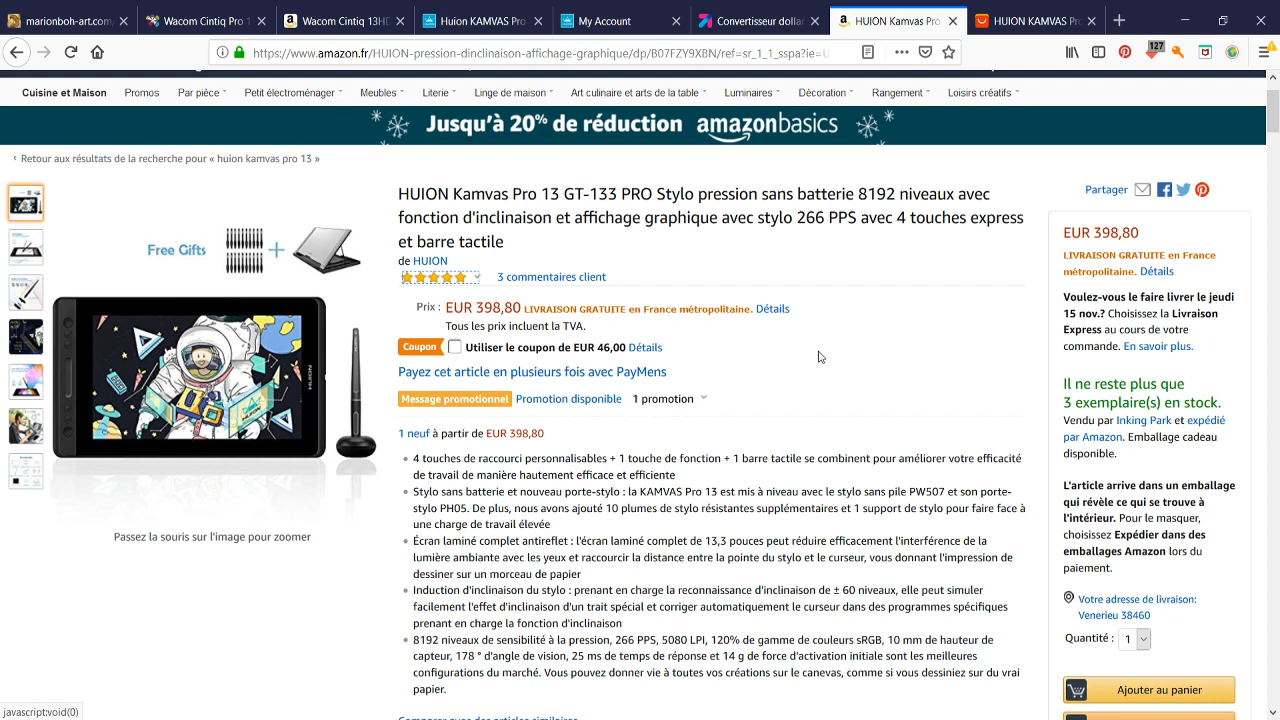 marionboh-art.com
Wacom Cintiq Pro 1
Wacom Cintiq 13HD
Huion KAMVAS Pro
My Account
Convertisseur dollar
HUION Kamvas Pro
HUION KAMVAS Pro
https://www.amazon.fr/HUION-pression-dinclinaison-affichage-graphique/dp/B07FZY9XBN/ref=sr_1_1_sspa?ie=U
127
Cuisine et Maison
Promos
Par pièce
Petit électroménager
Meubles
Literie
Linge de maison
Art culinaire et arts de la table
Luminaires
Décoration
Rangement
Loisirs créatifs
Jusqu'à 20% de réduction amazonbasics
‹ Retour aux résultats de la recherche pour « huion kamvas pro 13 »
Free Gifts
HUION
Passez la souris sur l'image pour zoomer
HUION Kamvas Pro 13 GT-133 PRO Stylo pression sans batterie 8192 niveaux avec
fonction d'inclinaison et affichage graphique avec stylo 266 PPS avec 4 touches express
et barre tactile
de HUION
3 commentaires client
Prix : EUR 398,80 LIVRAISON GRATUITE en France métropolitaine. Détails
Tous les prix incluent la TVA.
Coupon Utiliser le coupon de EUR 46,00 Détails
Payez cet article en plusieurs fois avec PayMens
Message promotionnel Promotion disponible 1 promotion
1 neuf à partir de EUR 398,80
4 touches de raccourci personnalisables + 1 touche de fonction + 1 barre tactile se combinent pour améliorer votre efficacité
de travail de manière hautement efficace et efficiente
Stylo sans batterie et nouveau porte-stylo : la KAMVAS Pro 13 est mis à niveau avec le stylo sans pile PW507 et son porte-
stylo PH05. De plus, nous avons ajouté 10 plumes de stylo résistantes supplémentaires et 1 support de stylo pour faire face à
une charge de travail élevée
Écran laminé complet antireflet : l'écran laminé complet de 13,3 pouces peut réduire efficacement l'interférence de la
lumière ambiante avec les yeux et raccourcir la distance entre la pointe du stylo et le curseur, vous donnant l'impression de
dessiner sur un morceau de papier
Induction d'inclinaison du stylo : prenant en charge la reconnaissance d'inclinaison de ± 60 niveaux, elle peut simuler
facilement l'effet d'inclinaison d'un trait spécial et corriger automatiquement le curseur dans des programmes spécifiques
prenant en charge la fonction d'inclinaison
8192 niveaux de sensibilité à la pression, 266 PPS, 5080 LPI, 120% de gamme de couleurs sRGB, 10 mm de hauteur de
capteur, 178 ° d'angle de vision, 25 ms de temps de réponse et 14 g de force d'activation initiale sont les meilleures
configurations du marché. Vous pouvez donner vie à toutes vos créations sur le canevas, comme si vous dessiniez sur du vrai
papier.
Comparer avec des articles similaires
Partager
EUR 398,80
LIVRAISON GRATUITE en France
métropolitaine. Détails
Voulez-vous le faire livrer le jeudi
15 nov.? Choisissez la Livraison
Express au cours de votre
commande. En savoir plus.
Il ne reste plus que
3 exemplaire(s) en stock.
Vendu par Inking Park et expédié
par Amazon. Emballage cadeau
disponible.
L'article arrive dans un emballage
qui révèle ce qui se trouve à
l'intérieur. Pour le masquer,
choisissez Expédier dans des
emballages Amazon lors du
paiement.
Votre adresse de livraison:
Venerieu 38460
Quantité : 1
Ajouter au panier
javascript:void(0)